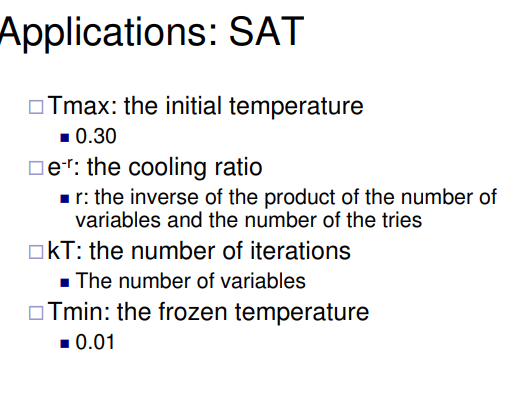 Applications: SAT
Tmax: the initial temperature
0.30
e-r: the cooling ratio
r: the inverse of the product of the number of
variables and the number of the tries
kT: the number of iterations
The number of variables
Tmin: the frozen temperature
0.01